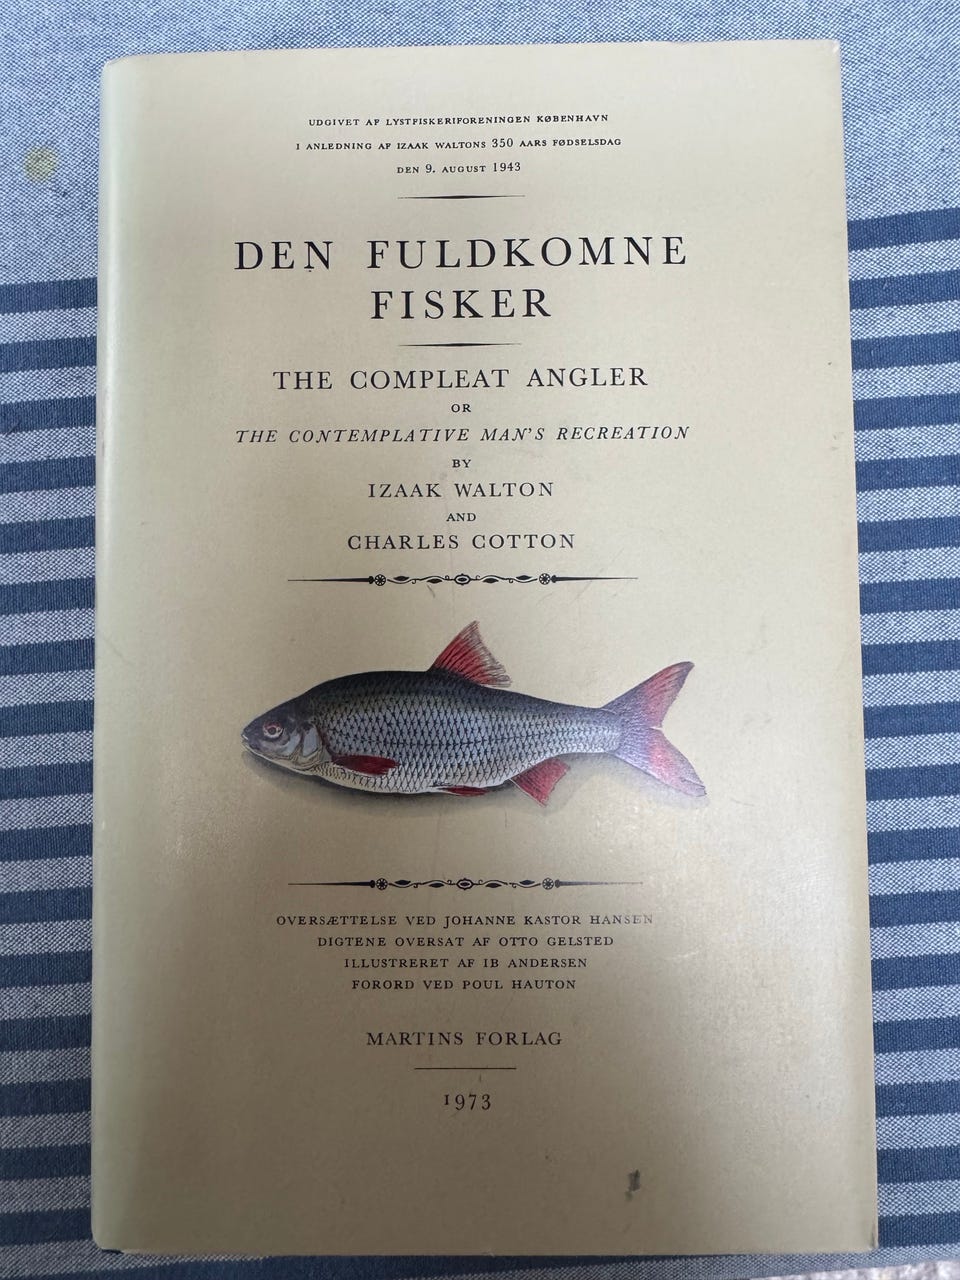 UDGIVET AF LYSTFISKERIFORENINGEN KØBENHAVN
I ANLEDNING AF IZAAK WALTONS 350 AARS FØDSELSDAG
DEN 9. AUGUST 1943
DEN FULDKOMNE
FISKER
THE COMPLEAT ANGLER
OR
THE CONTEMPLATIVE MAN'S RECREATION
BY
IZAAK WALTON
AND
CHARLES COTTON
OVERSÆTTELSE VED JOHANNE KASTOR HANSEN
DIGTENE OVERSAT AF OTTO GELSTED
ILLUSTRERET AF IB ANDERSEN
FORORD VED POUL HAUTON
MARTINS FORLAG
1973